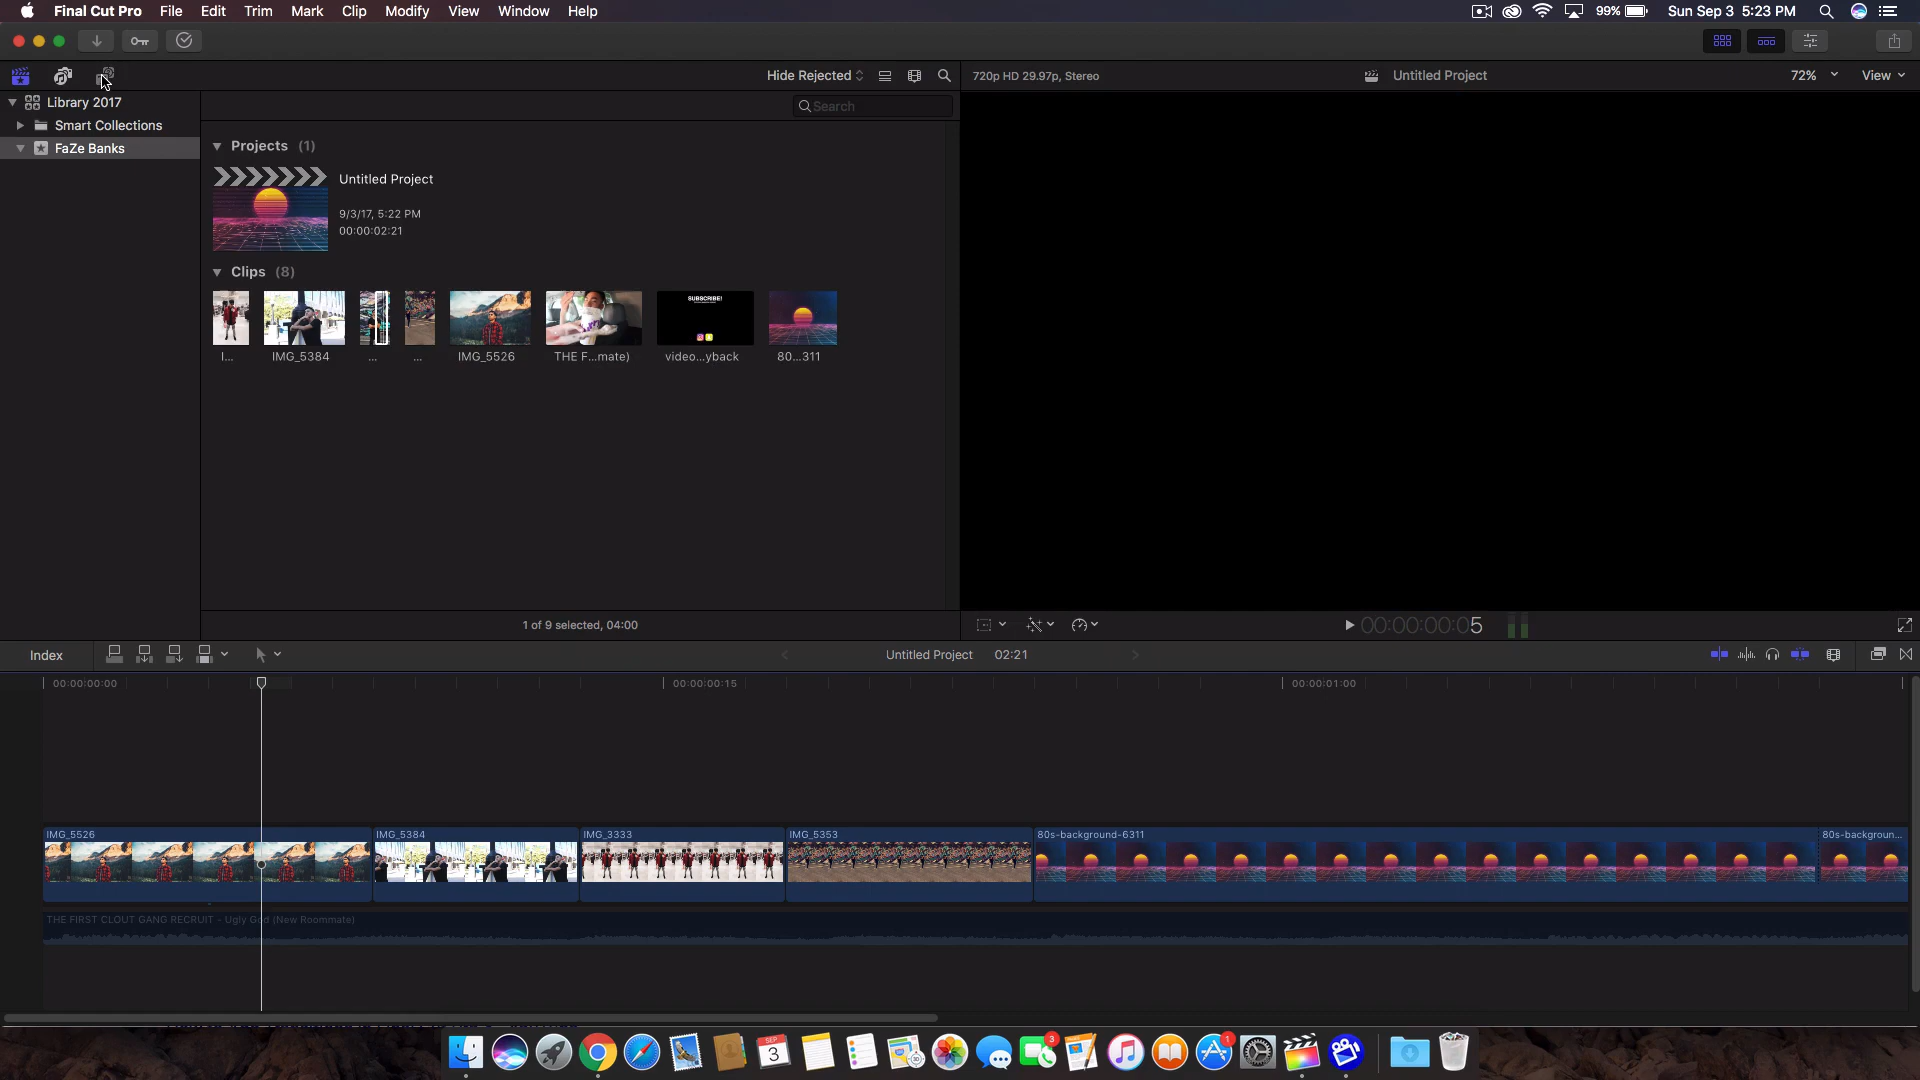 Final Cut Pro File Edit Trim Mark Clip Modify View Window Help 99% Sun Sep 3 5:23 PM
Hide Rejected 720p HD 29.97p, Stereo Untitled Project 72% View
Library 2017
Search
Smart Collections
FaZe Banks
Projects (1)
Untitled Project
9/3/17, 5:22 PM
00:00:02:21
Clips (8)
SUBSCRIBE!
I... IMG_5384 ... ... IMG_5526 THE F...mate) video...yback 80...311
1 of 9 selected, 04:00
00:00:00:05
Index Untitled Project 02:21
00:00:00:00 00:00:00:15 00:00:01:00
IMG_5526 IMG_5384 IMG_3333 IMG_5353 80s-background-6311 80s-backgroun...
THE FIRST CLOUT GANG RECRUIT - Ugly God (New Roommate)
SEP 3 3 1